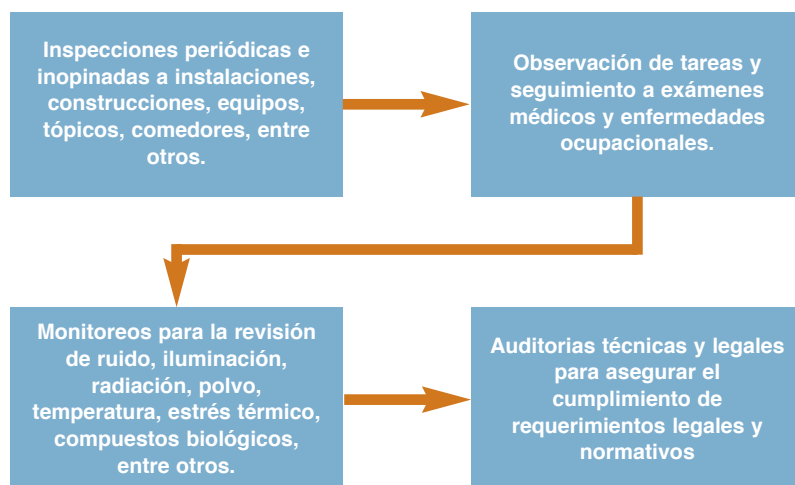 Inspecciones periódicas e
inopinadas a instalaciones,
construcciones, equipos,
tópicos, comedores, entre
otros.
Observación de tareas y
seguimiento a exámenes
médicos y enfermedades
ocupacionales.
Monitoreos para la revisión
de ruido, iluminación,
radiación, polvo,
temperatura, estrés térmico,
compuestos biológicos,
entre otros.
Auditorias técnicas y legales
para asegurar el
cumplimiento de
requerimientos legales y
normativos